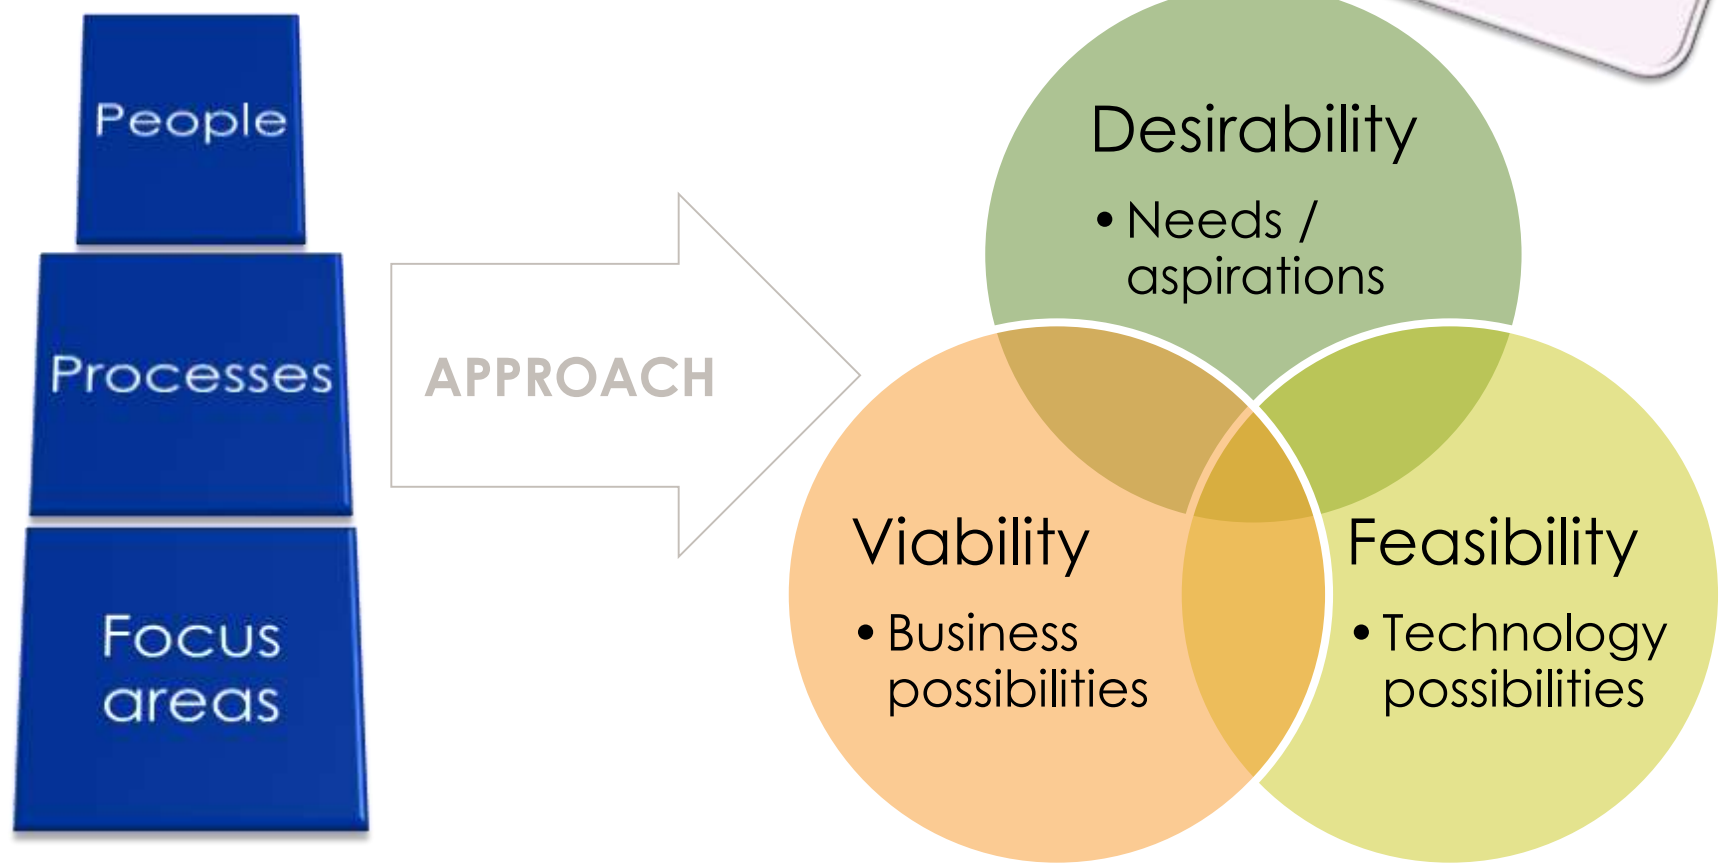 People
Processes
Focus
areas
APPROACH
Desirability
• Needs /
aspirations
Viability
• Business
possibilities
Feasibility
• Technology
possibilities